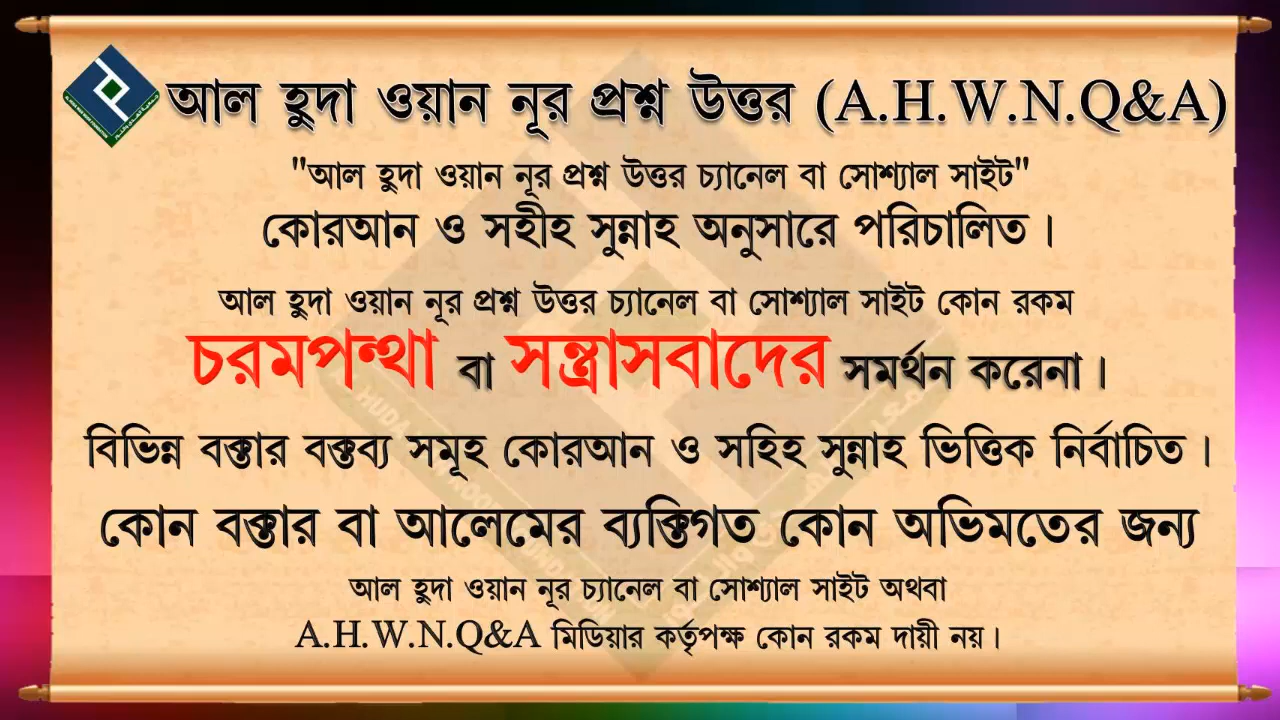 আল হুদা ওয়ান নূর প্রশ্ন উত্তর (A.H.W.N.Q&A)
"আল হুদা ওয়ান নূর প্রশ্ন উত্তর চ্যানেল বা সোশ্যাল সাইট"
কোরআন ও সহীহ সুন্নাহ অনুসারে পরিচালিত।
আল হুদা ওয়ান নূর প্রশ্ন উত্তর চ্যানেল বা সোশ্যাল সাইট কোন রকম
চরমপন্থা বা সন্ত্রাসবাদের সমর্থন করেনা।
বিভিন্ন বক্তার বক্তব্য সমূহ কোরআন ও সহিহ সুন্নাহ ভিত্তিক নির্বাচিত।
কোন বক্তার বা আলেমের ব্যক্তিগত কোন অভিমতের জন্য
আল হুদা ওয়ান নূর চ্যানেল বা সোশ্যাল সাইট অথবা
A.H.W.N.Q&A মিডিয়ার কর্তৃপক্ষ কোন রকম দায়ী নয়।